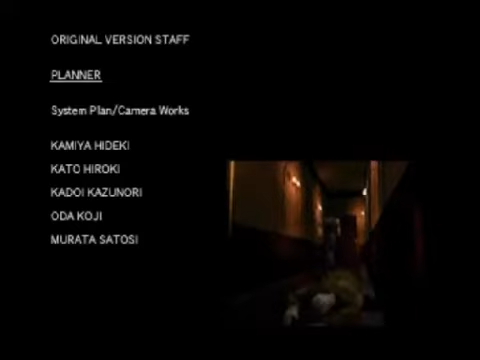 ORIGINAL VERSION STAFF
PLANNER
System Plan/Camera Works
KAMIYA HIDEKI
KATO HIROKI
KADOI KAZUNORI
ODA KOJI
MURATA SATOSI